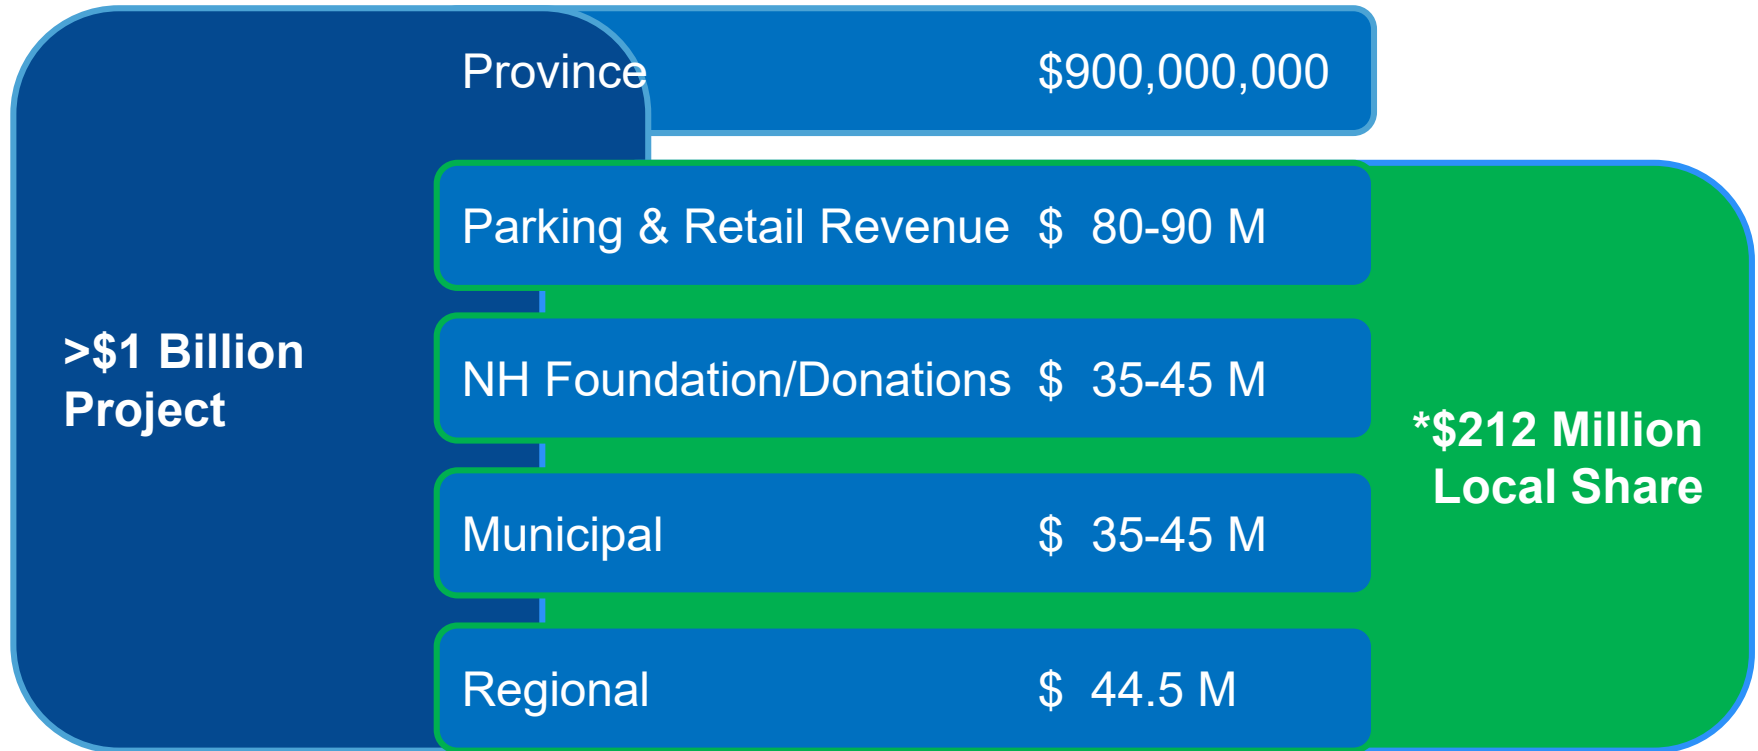 Province $900,000,000
Parking & Retail Revenue $ 80-90 M
>$1 Billion
Project
NH Foundation/Donations $ 35-45 M
*$212 Million
Local Share
Municipal $ 35-45 M
Regional $ 44.5 M